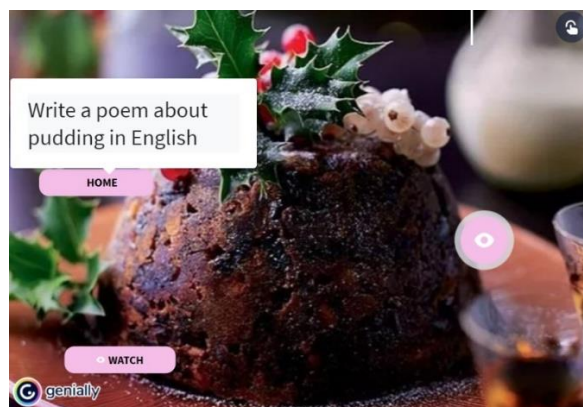 Write a poem about
pudding in English
HOME
WATCH
genially